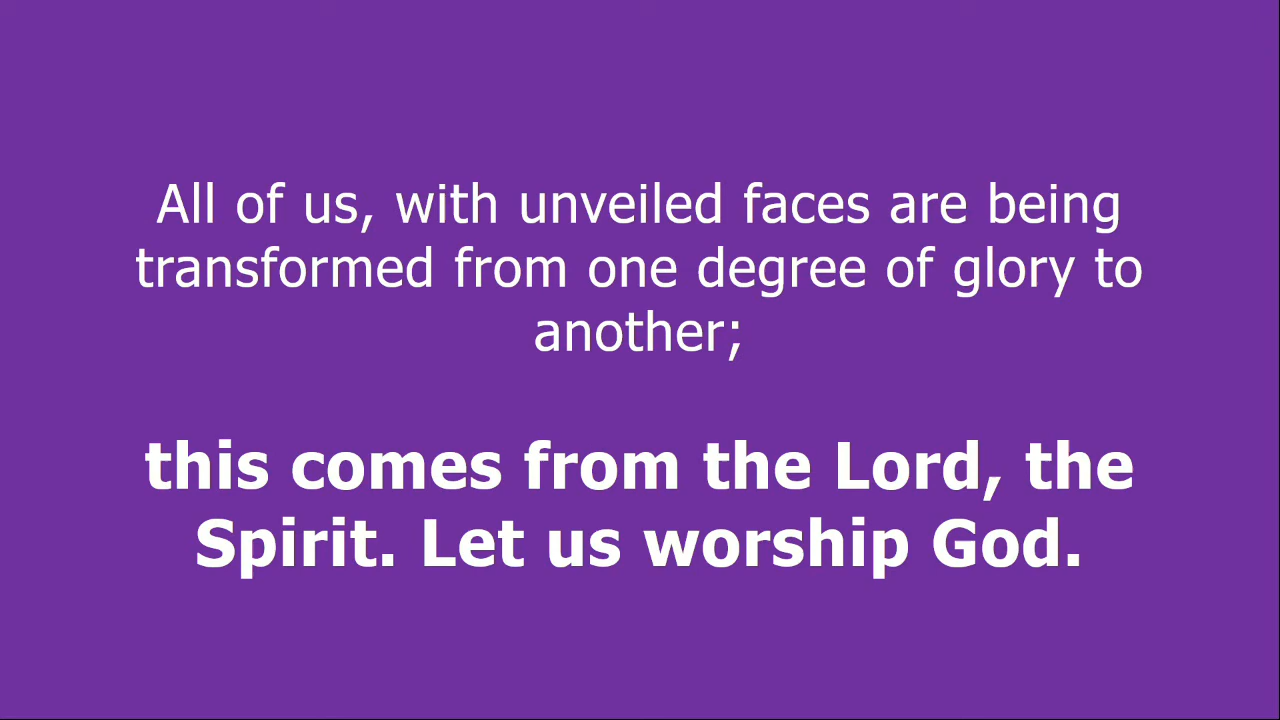 All of us, with unveiled faces are being
transformed from one degree of glory to
another;
this comes from the Lord, the
Spirit. Let us worship God.